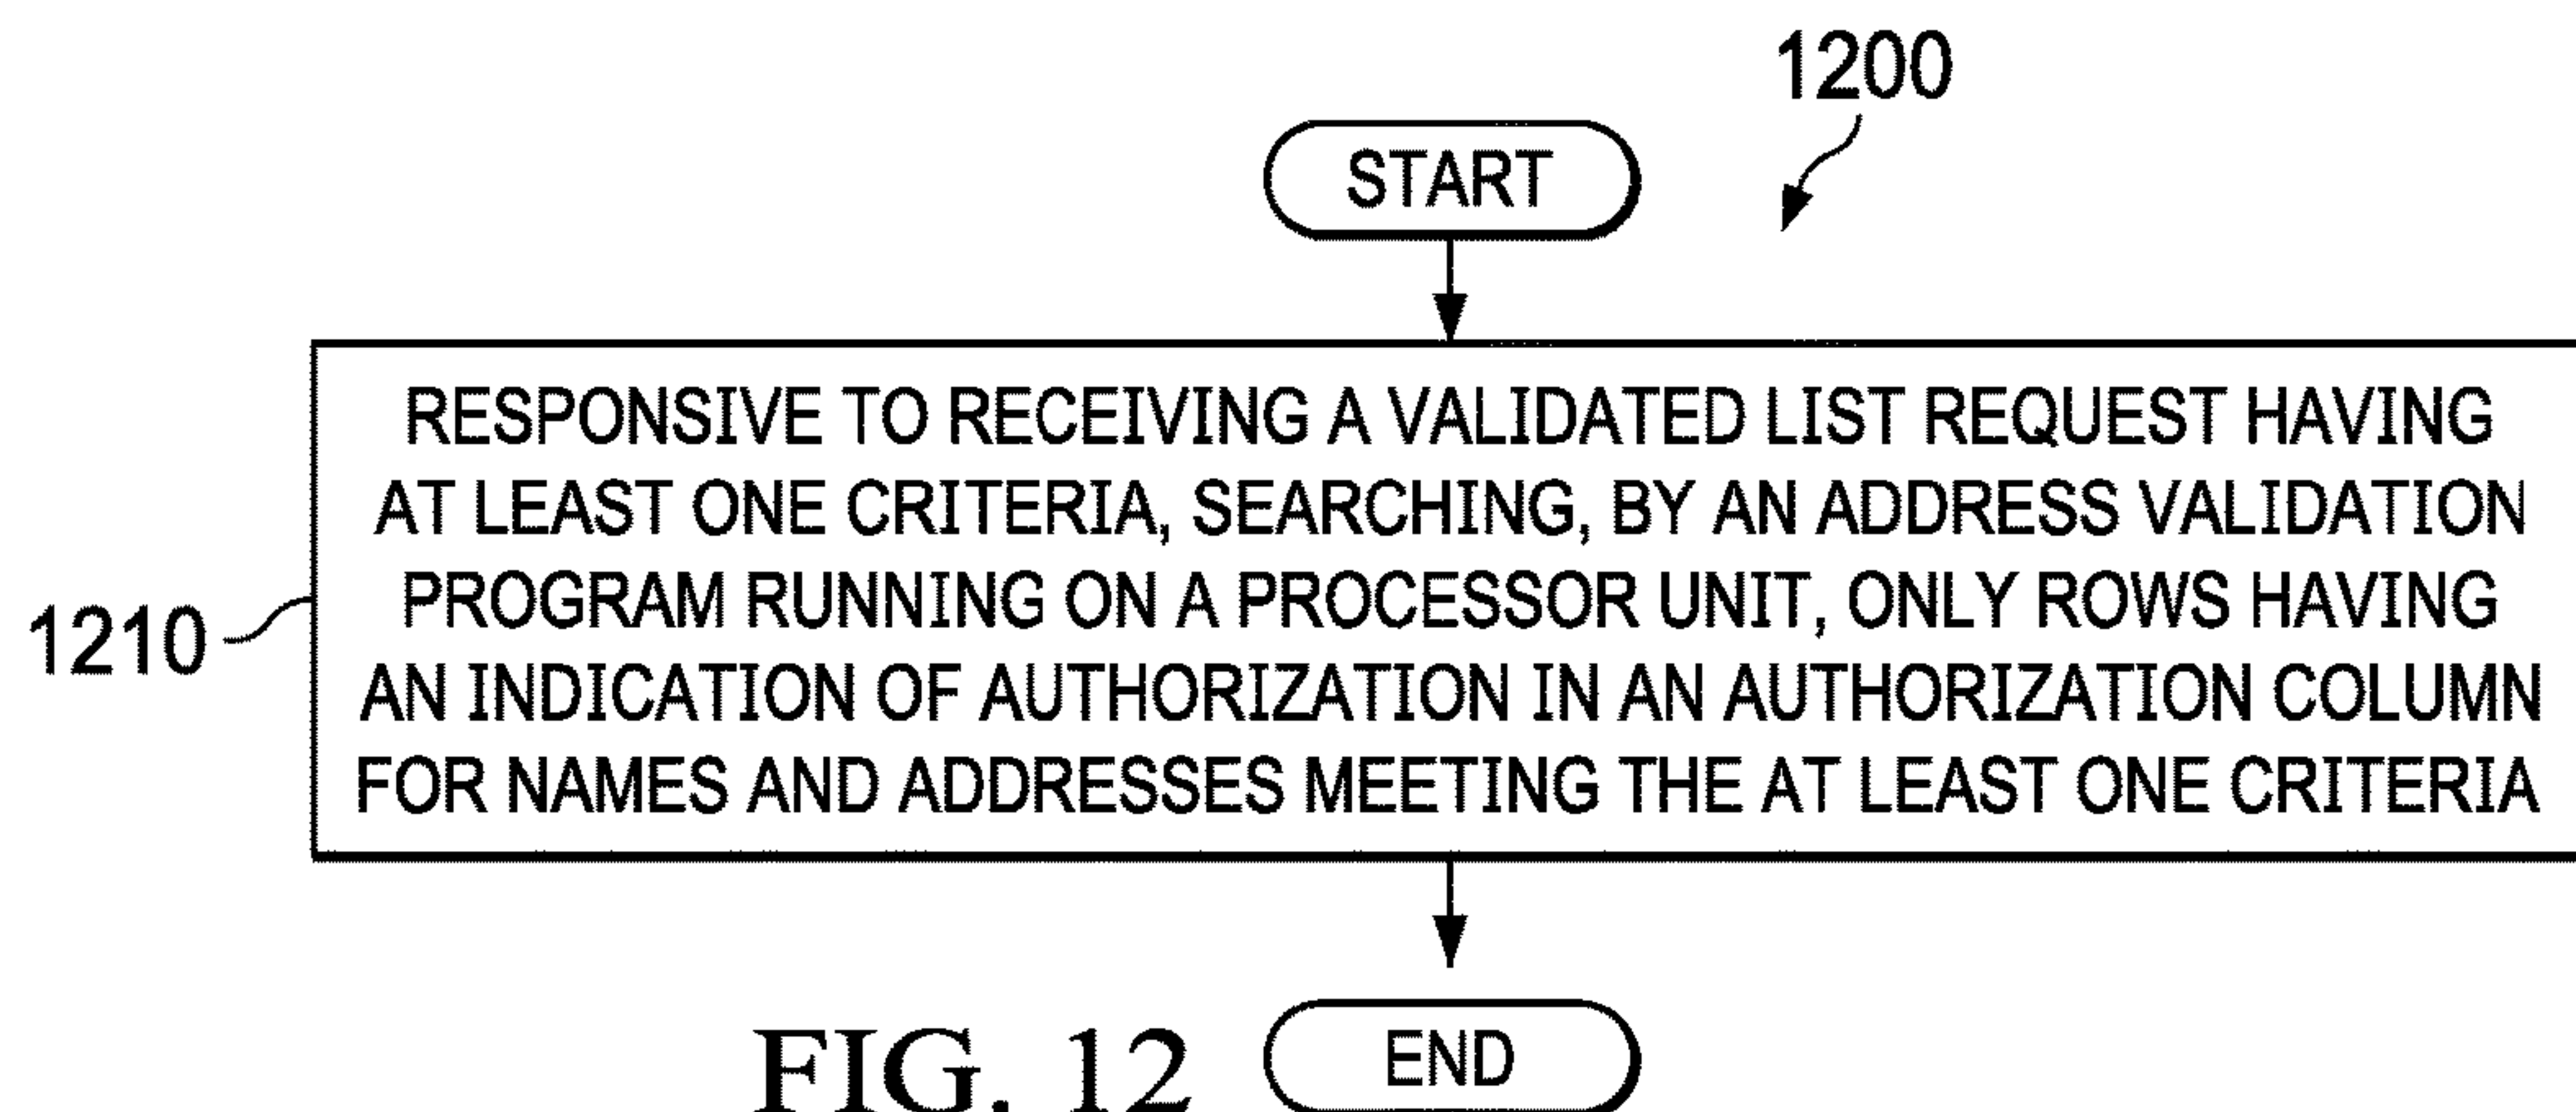 1200
START
RESPONSIVE TO RECEIVING A VALIDATED LIST REQUEST HAVING
AT LEAST ONE CRITERIA, SEARCHING, BY AN ADDRESS VALIDATION
PROGRAM RUNNING ON A PROCESSOR UNIT, ONLY ROWS HAVING
1210
AN INDICATION OF AUTHORIZATION IN AN AUTHORIZATION COLUMN
FOR NAMES AND ADDRESSES MEETING THE AT LEAST ONE CRITERIA
FIG. 12
END